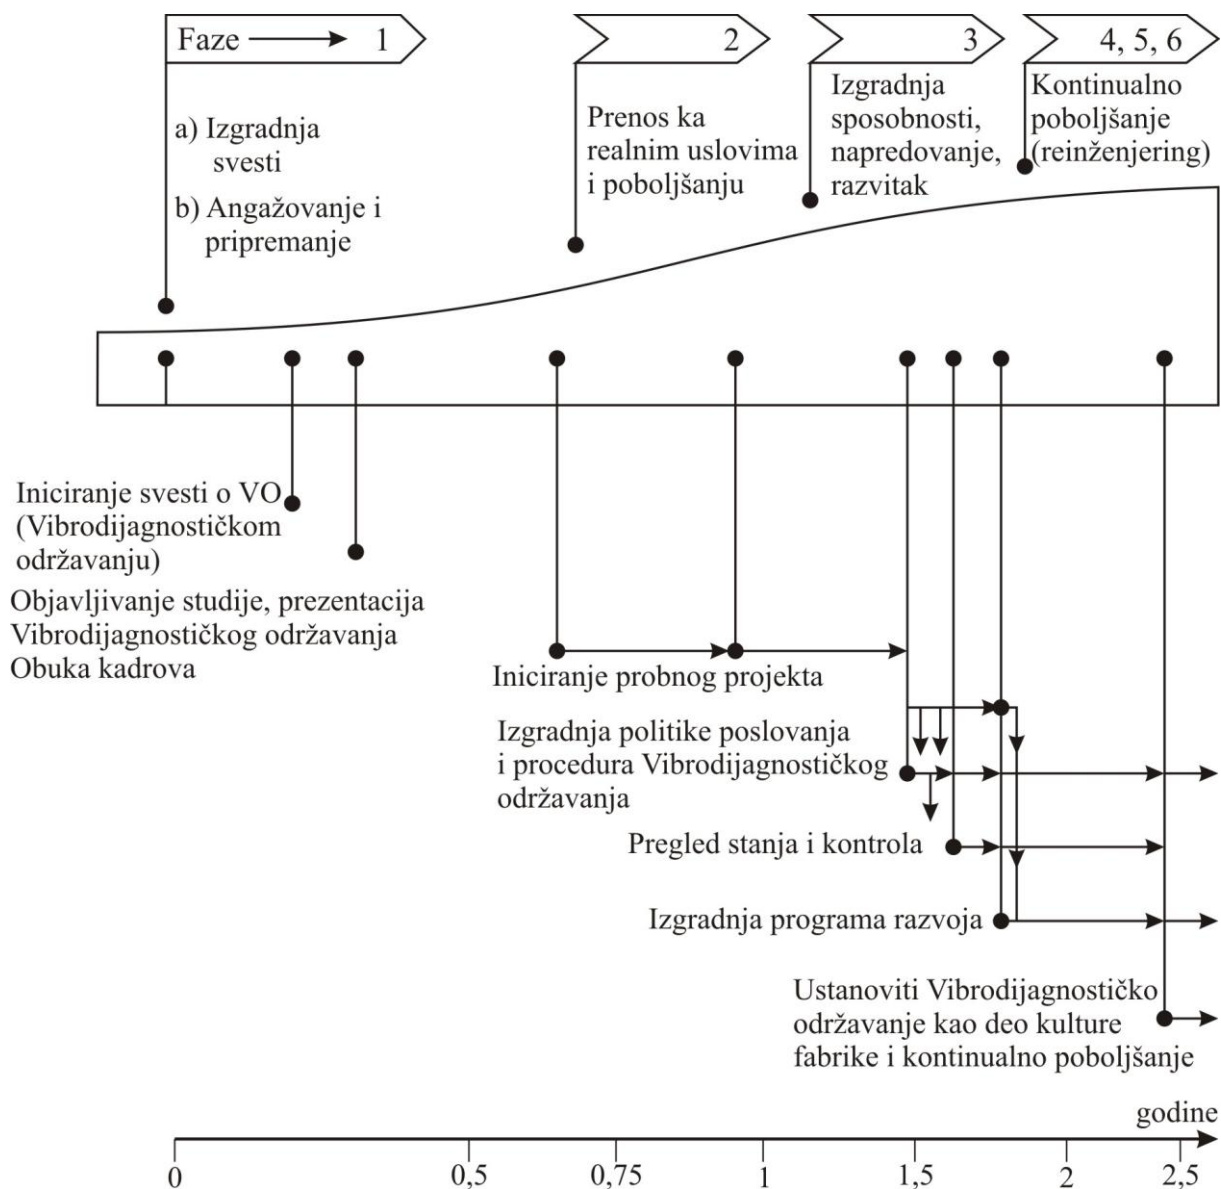 Faze 1
2
3
4, 5, 6
a) Izgradnja
svesti
b) Angažovanje i
pripremanje
Prenos ka
realnim uslovima
i poboljšanju
Izgradnja
sposobnosti,
napredovanje,
razvitak
Kontinualno
poboljšanje
(reinženjering)
Iniciranje svesti o VO
(Vibrodijagnostičkom
održavanju)
Objavljivanje studije, prezentacija
Vibrodijagnostičkog održavanja
Obuka kadrova
Iniciranje probnog projekta
Izgradnja politike poslovanja
i procedura Vibrodijagnostičkog
održavanja
Pregled stanja i kontrola
Izgradnja programa razvoja
Ustanoviti Vibrodijagnostičko
održavanje kao deo kulture
fabrike i kontinualno poboljšanje
godine
0
0,5
0,75
1
1,5
2
2,5